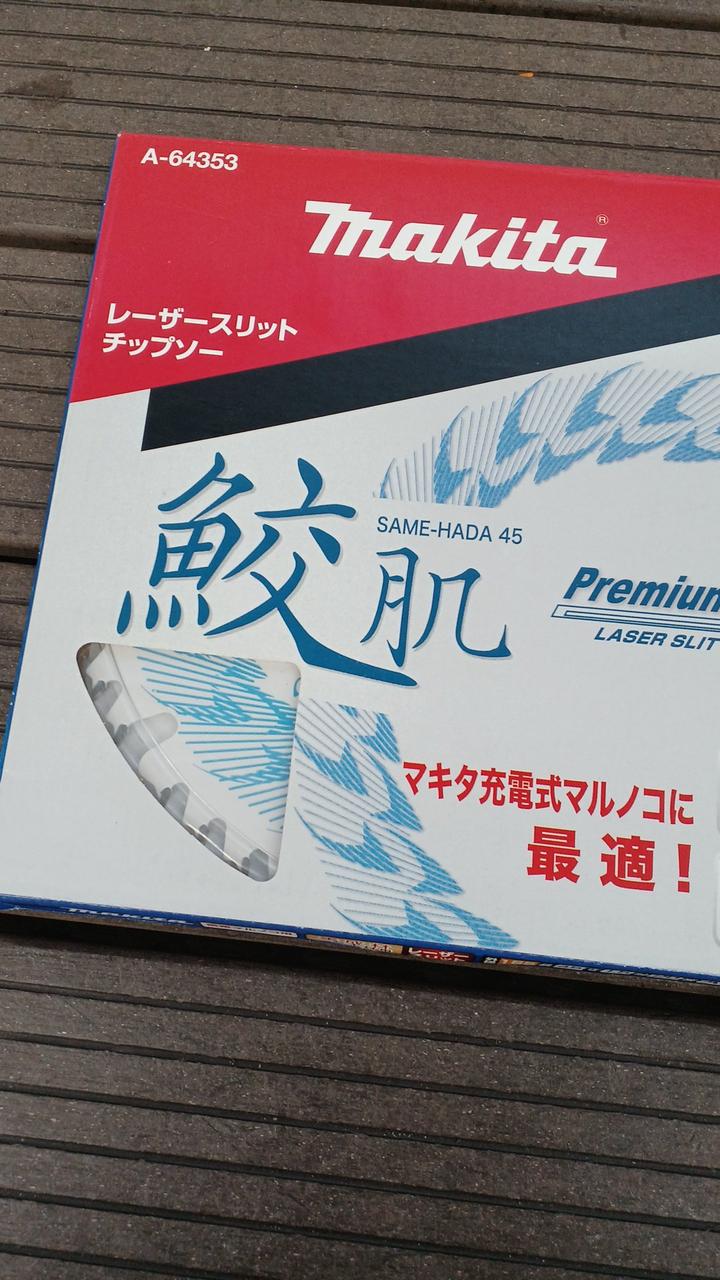 A-64353
makita®
レーザースリット
チップソー
鮫肌
SAME-HADA 45
Premium
LASER SLIT
マキタ充電式マルノコに
最適！
makita